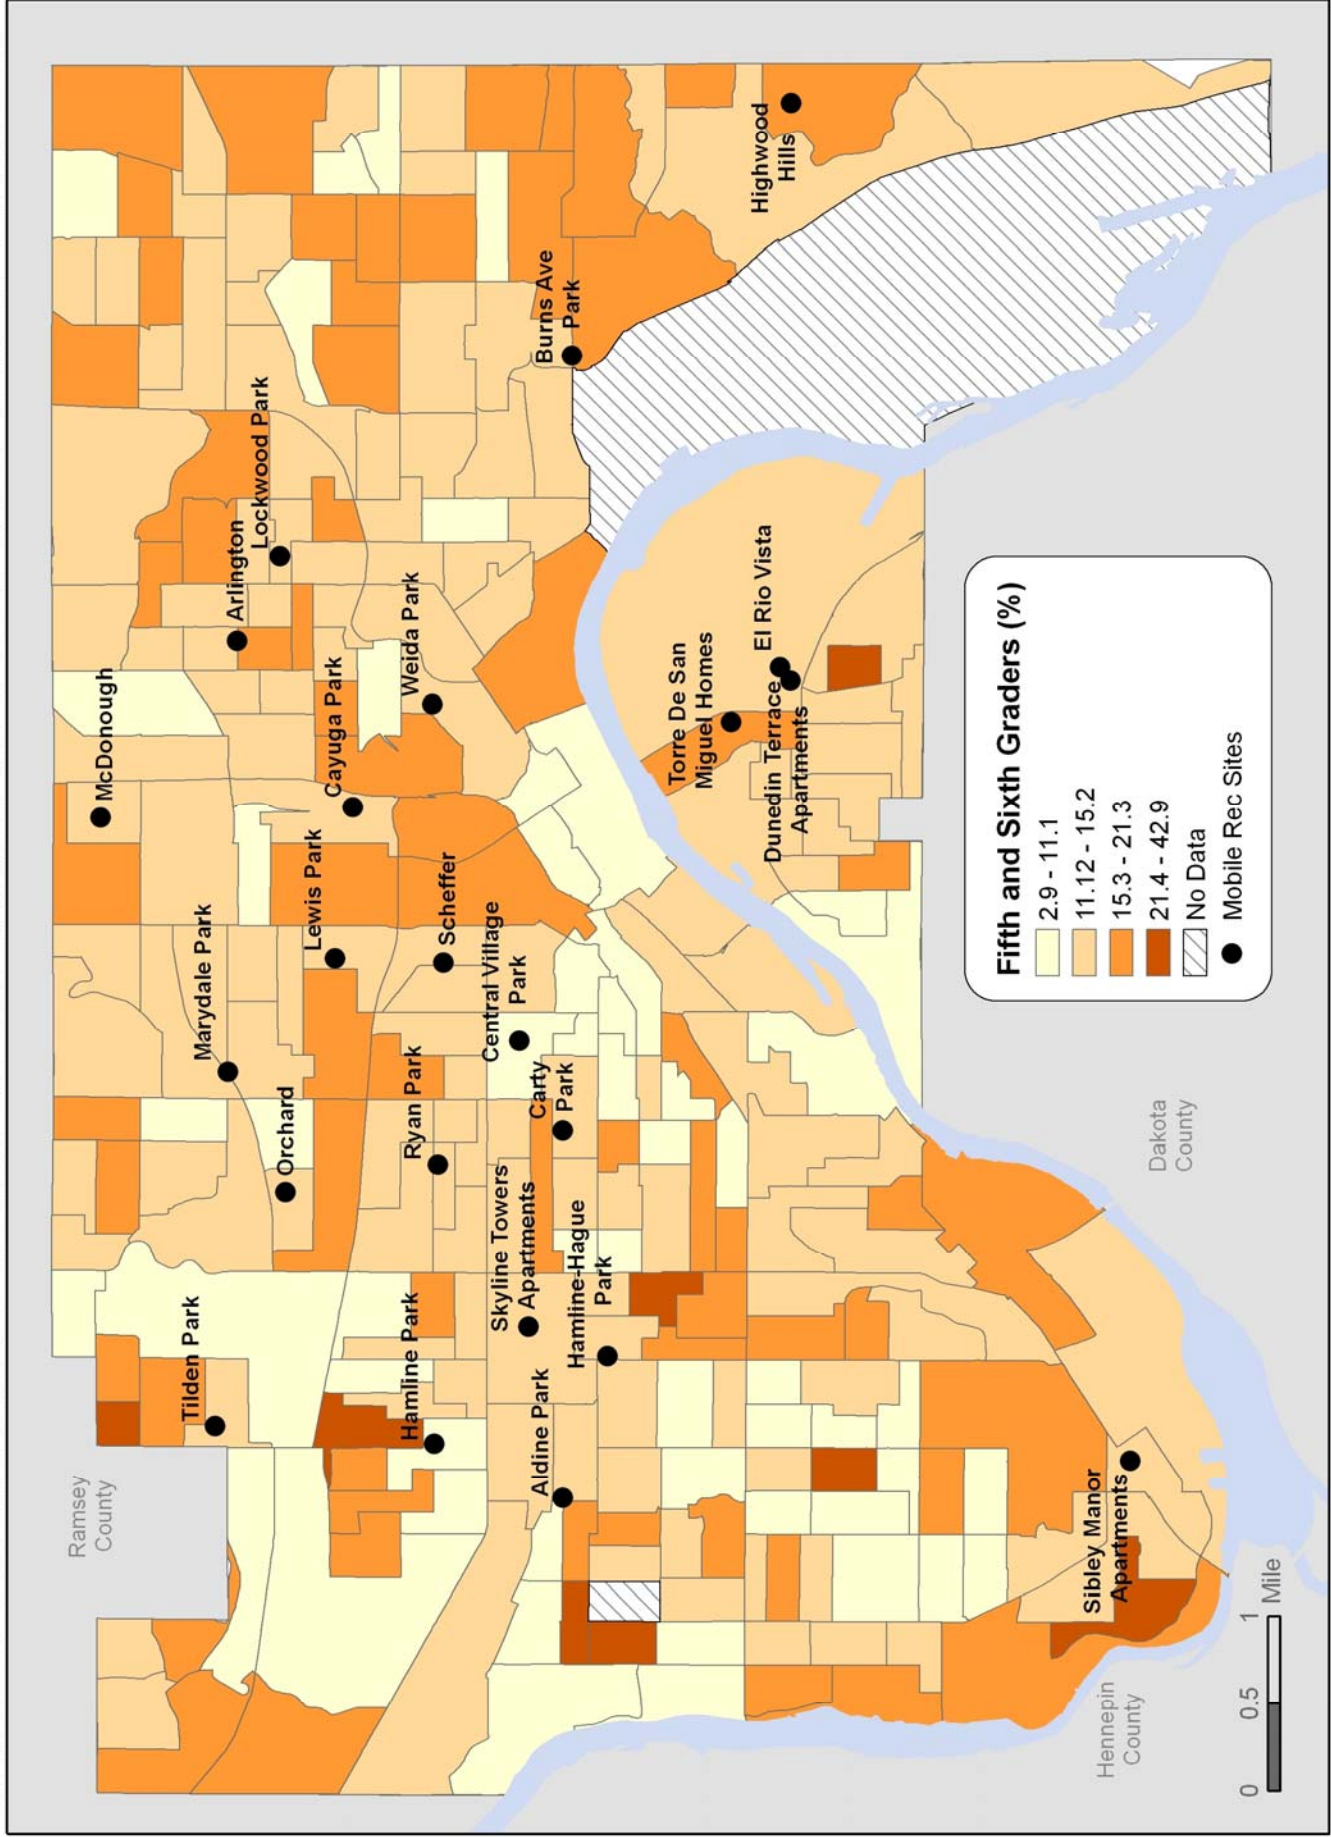 Ramsey
County
Tilden Park
Orchard
Marydale Park
McDonough
Arlington
Lockwood Park
Hamline Park
Ryan Park
Lewis Park
Scheffer
Cayuga Park
Weida Park
Aldine Park
Skyline Towers
Apartments
Hamline-Hague
Park
Carty
Park
Central Village
Park
Burns Ave
Park
Highwood
Hills
Torre De San
Miguel Homes
El Rio Vista
Dunedin Terrace
Apartments
Sibley Manor
Apartments
Hennepin
County
Dakota
County
0 0.5 1 Mile
Fifth and Sixth Graders (%)
2.9 - 11.1
11.12 - 15.2
15.3 - 21.3
21.4 - 42.9
No Data
Mobile Rec Sites